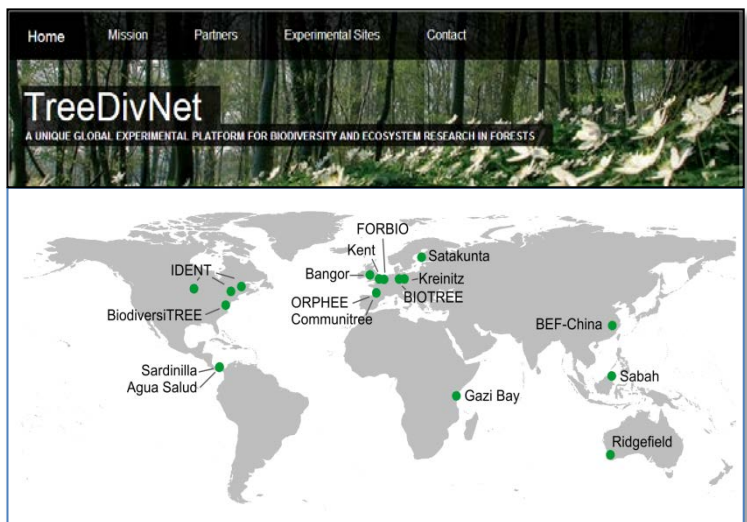 Home Mission Partners Experimental Sites Contact
TreeDivNet
A UNIQUE GLOBAL EXPERIMENTAL PLATFORM FOR BIODIVERSITY AND ECOSYSTEM RESEARCH IN FORESTS
FORBIO
Kent
Satakunta
IDENT
Bangor
Kreinitz
ORPHEE
BIOTREE
Communitree
BiodiversiTREE
BEF-China
Sardinilla
Agua Salud
Sabah
Gazi Bay
Ridgefield